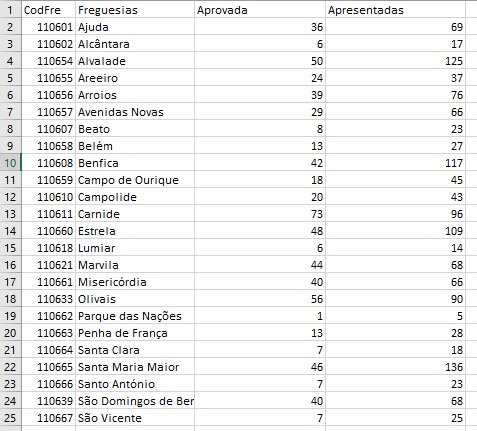 1 CodFre Freguesias Aprovada Apresentadas
2 110601 Ajuda 36 69
3 110602 Alcântara 6 17
4 110654 Alvalade 50 125
5 110655 Areeiro 24 37
6 110656 Arroios 39 76
7 110657 Avenidas Novas 29 66
8 110607 Beato 8 23
9 110658 Belém 13 27
10 110608 Benfica 42 117
11 110659 Campo de Ourique 18 45
12 110610 Campolide 20 43
13 110611 Carnide 73 96
14 110660 Estrela 48 109
15 110618 Lumiar 6 14
16 110621 Marvila 44 68
17 110661 Misericórdia 40 66
18 110633 Olivais 56 90
19 110662 Parque das Nações 1 5
20 110663 Penha de França 13 28
21 110664 Santa Clara 7 18
22 110665 Santa Maria Maior 46 136
23 110666 Santo António 7 23
24 110639 São Domingos de Ber 40 68
25 110667 São Vicente 7 25